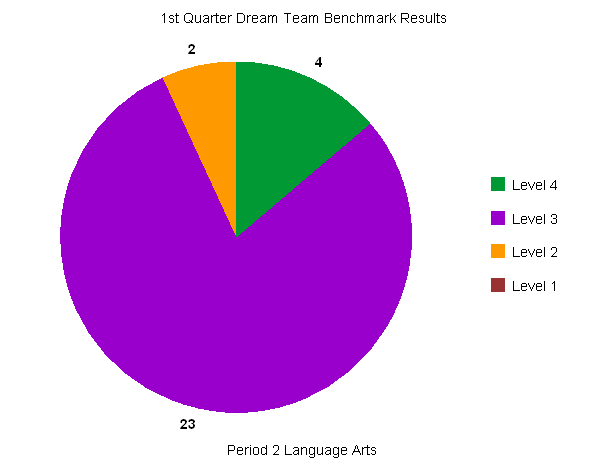 1st Quarter Dream Team Benchmark Results
2
4
Level 4
Level 3
Level 2
Level 1
23
Period 2 Language Arts